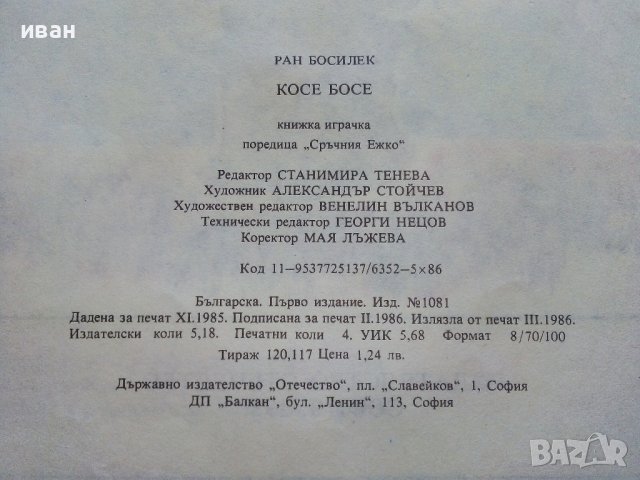 иван
РАН БОСИЛЕК
КОСЕ БОСЕ
книжка играчка
поредица „Сръчния Ежко“
Редактор СТАНИМИРА ТЕНЕВА
Художник АЛЕКСАНДЪР СТОЙЧЕВ
Художествен редактор ВЕНЕЛИН ВЪЛКАНОВ
Технически редактор ГЕОРГИ НЕЦОВ
Коректор МАЯ ЛЪЖЕВА
Код 11—9537725137/6352—5×86
Българска. Първо издание. Изд. №1081
Дадена за печат XI.1985. Подписана за печат II.1986. Излязла от печат III.1986.
Издателски коли 5,18. Печатни коли 4. УИК 5,68 Формат 8/70/100
Тираж 120,117 Цена 1,24 лв.
Държавно издателство „Отечество“, пл. „Славейков“, 1, София
ДП „Балкан“, бул. „Ленин“, 113, София
BAZAR
bg